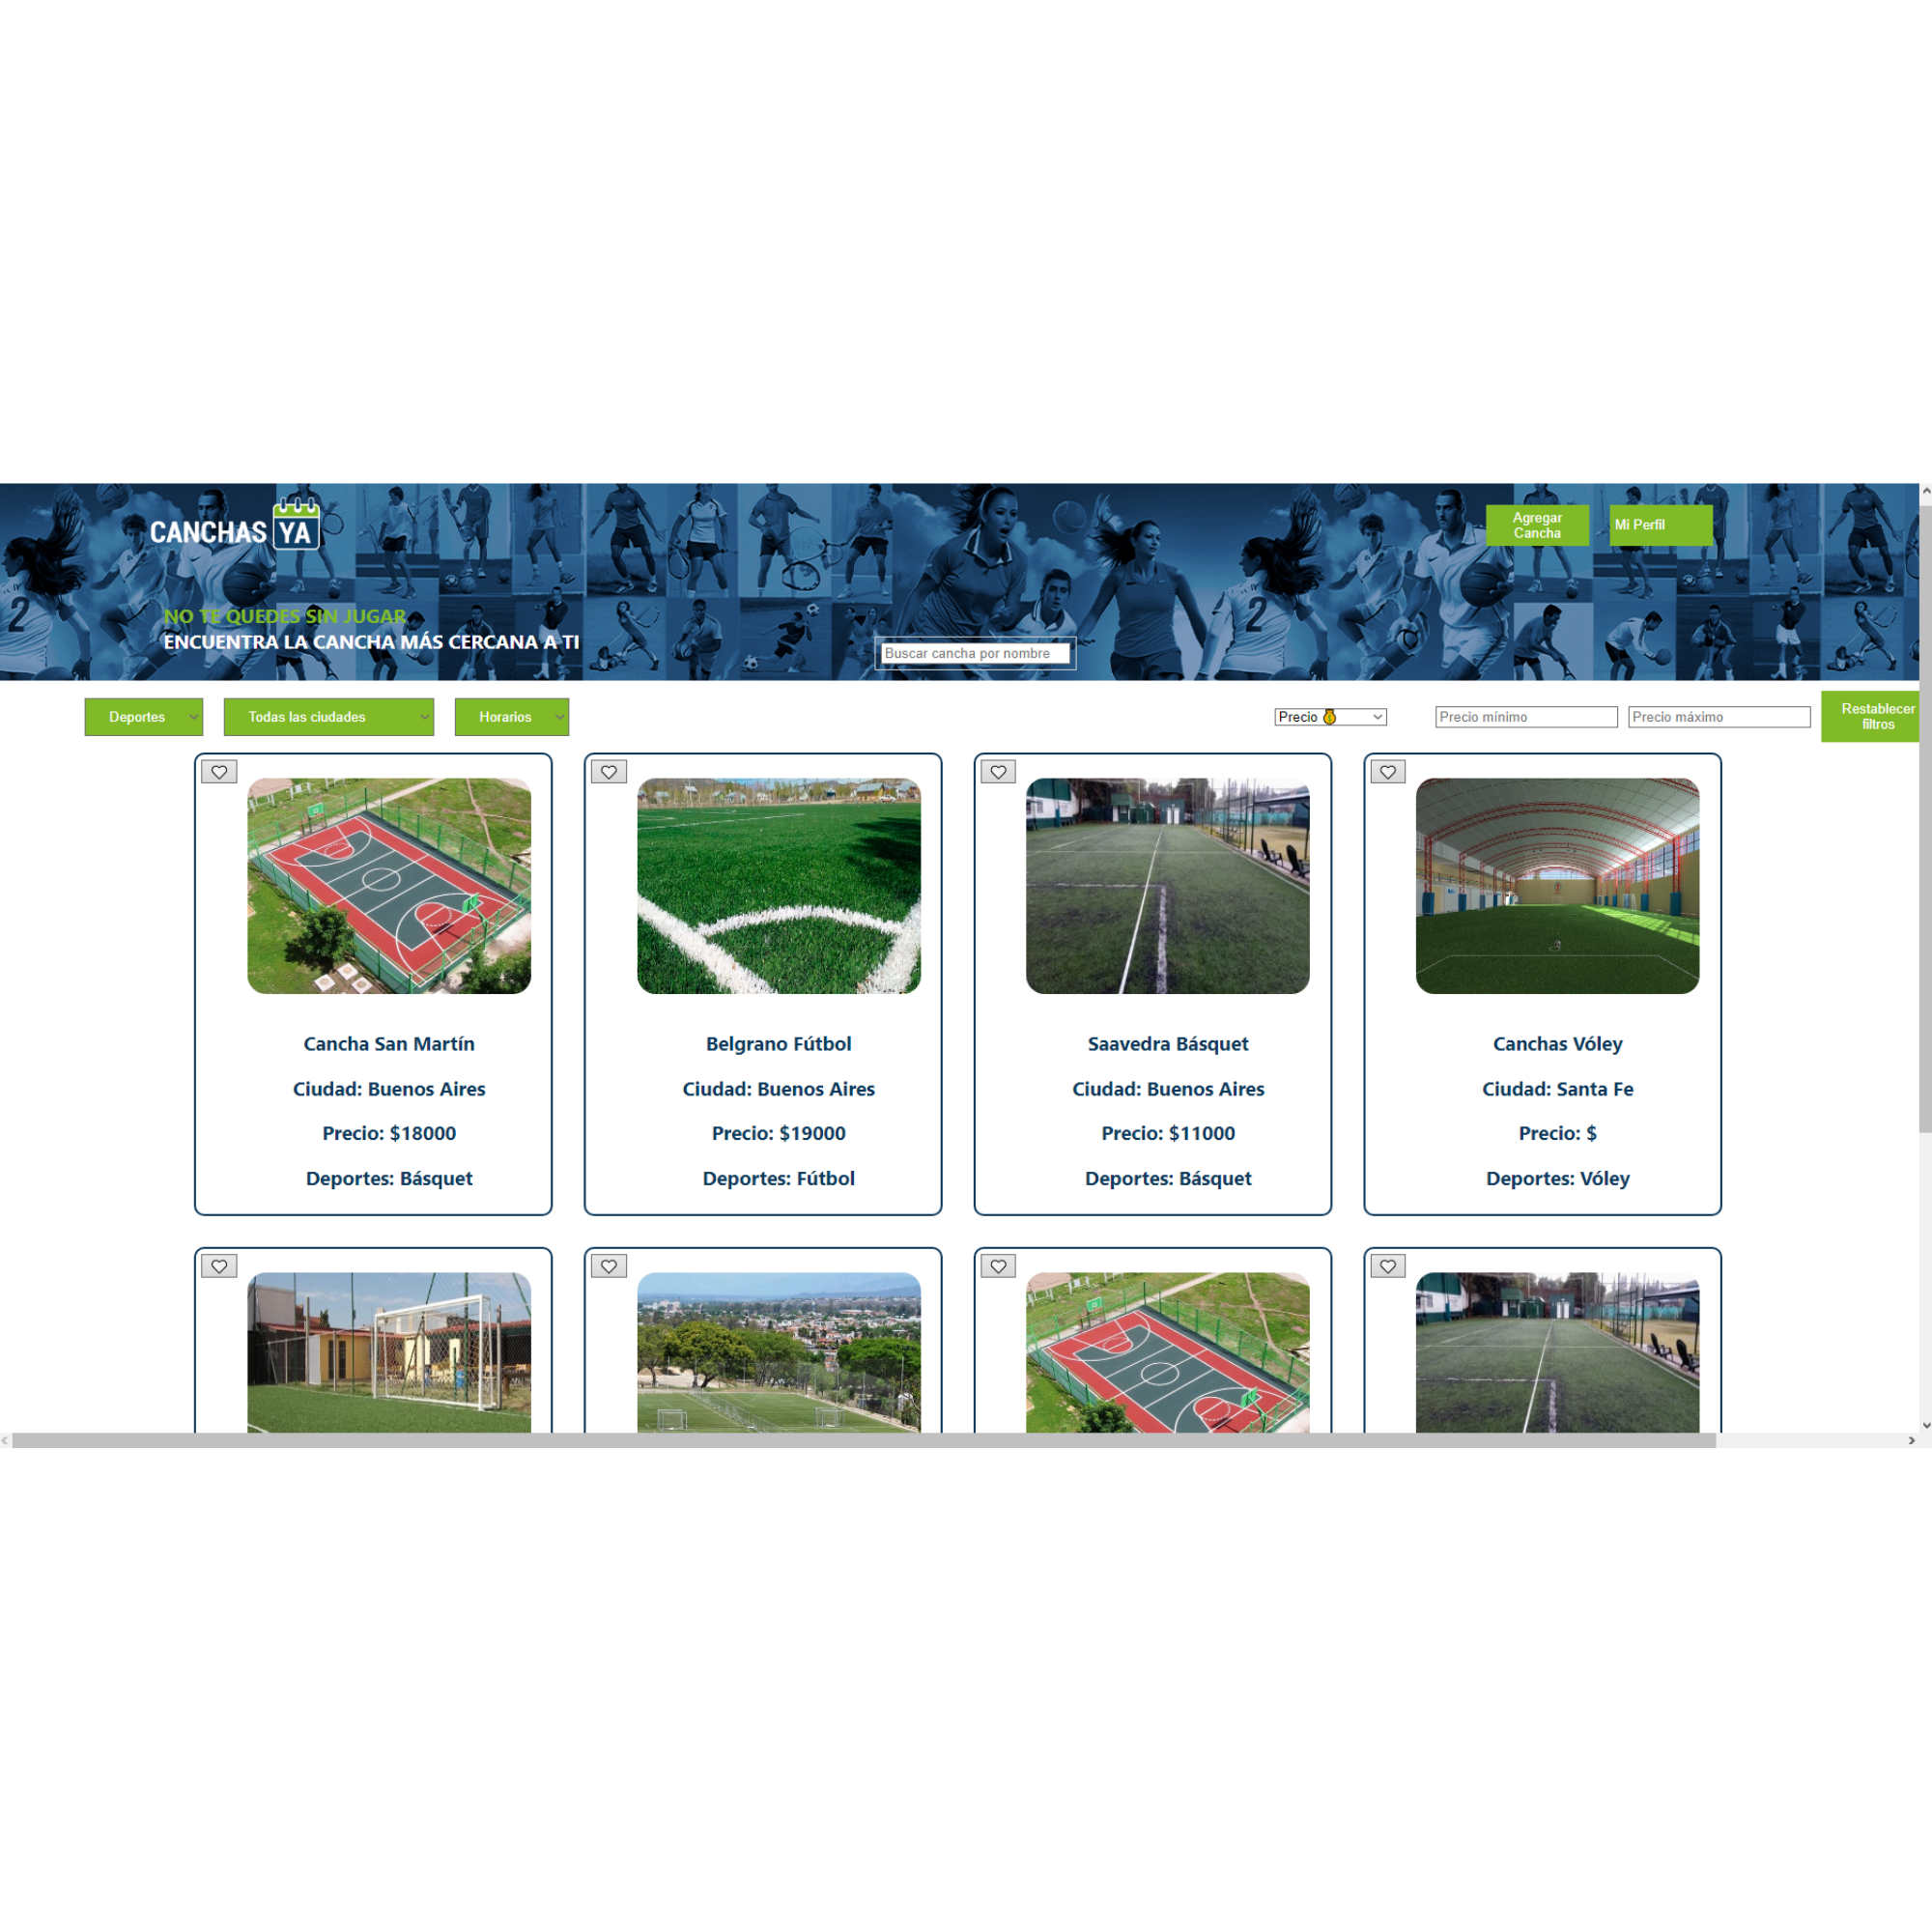 CANCHAS YA
Agregar
Cancha
Mi Perfil
2
2
NO TE QUEDES SIN JUGAR
ENCUENTRA LA CANCHA MÁS CERCANA A TI
Buscar cancha por nombre
Deportes
Todas las ciudades
Horarios
Precio
Precio mínimo
Precio máximo
Restablecer
filtros
Cancha San Martín
Ciudad: Buenos Aires
Precio: $18000
Deportes: Básquet
Belgrano Fútbol
Ciudad: Buenos Aires
Precio: $19000
Deportes: Fútbol
Saavedra Básquet
Ciudad: Buenos Aires
Precio: $11000
Deportes: Básquet
Canchas Vóley
Ciudad: Santa Fe
Precio: $
Deportes: Vóley